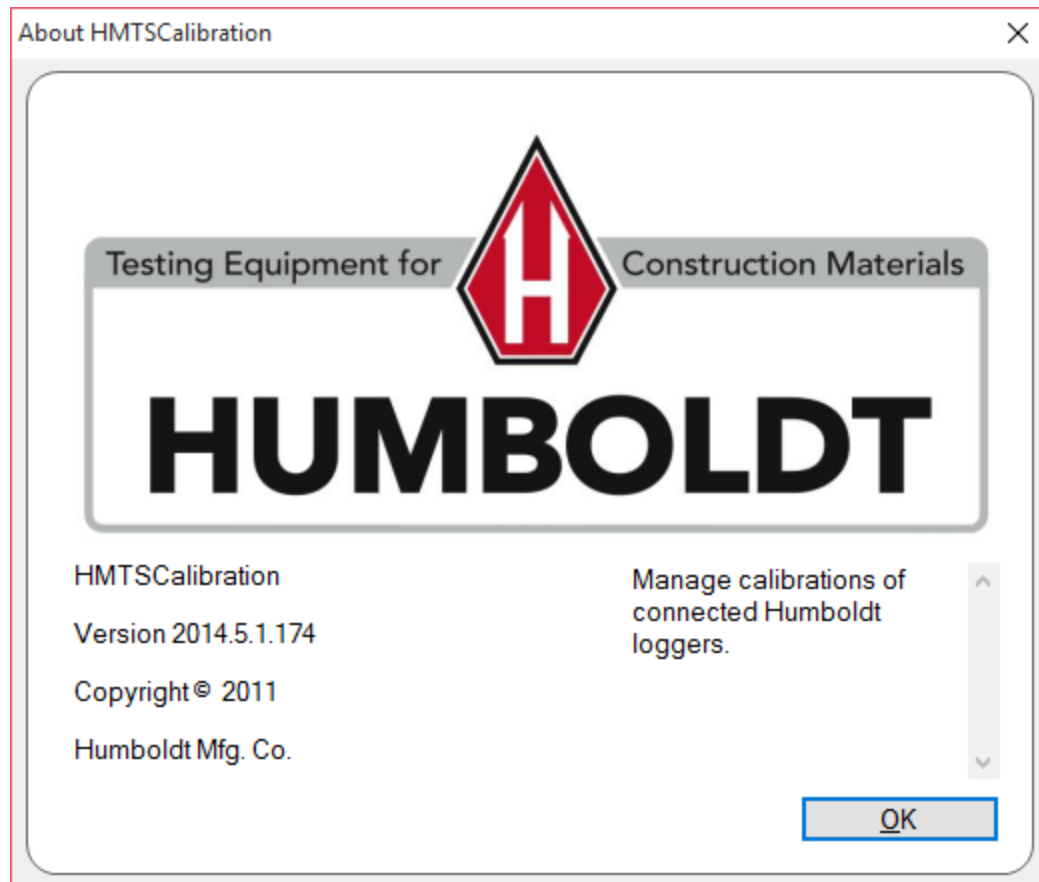 About HMTSCalibration
Testing Equipment for Construction Materials
H
HUMBOLDT
HMTSCalibration
Version 2014.5.1.174
Copyright © 2011
Humboldt Mfg. Co.
Manage calibrations of
connected Humboldt
loggers.
OK